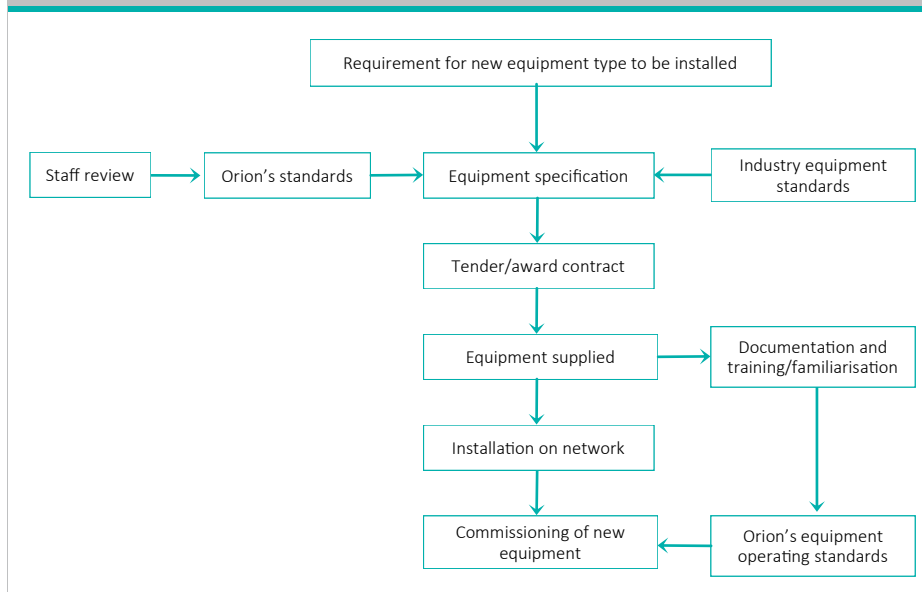 Requirement for new equipment type to be installed
Staff review
Orion’s standards
Equipment specification
Industry equipment
standards
Tender/award contract
Equipment supplied
Documentation and
training/familiarisation
Installation on network
Commissioning of new
equipment
Orion’s equipment
operating standards